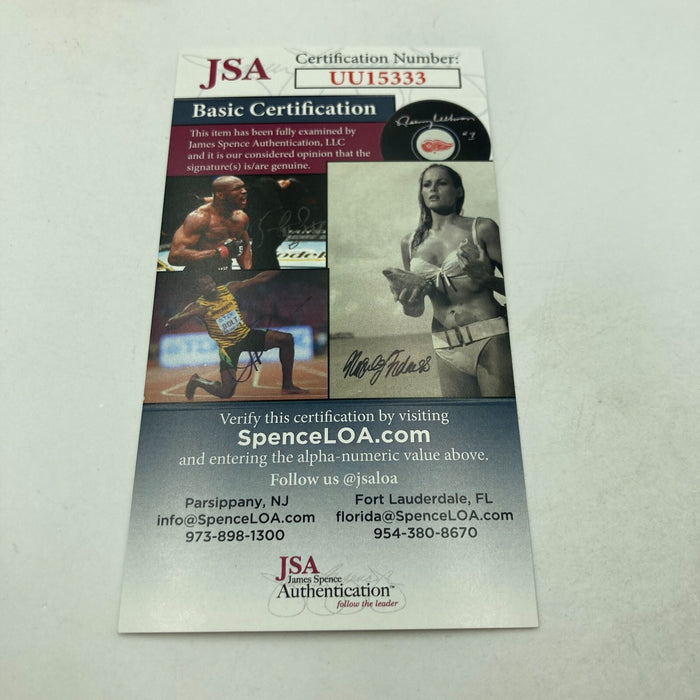 JSA
Certification Number:
UU15333
Basic Certification
This item has been fully examined by
James Spence Authentication, LLC
and it is our considered opinion that the
signature(s) is/are genuine.
#7
BOLT
Verify this certification by visiting
SpenceLOA.com
and entering the alpha-numeric value above.
Follow us @jsaloa
Parsippany, NJ
info@SpenceLOA.com
973-898-1300
Fort Lauderdale, FL
florida@SpenceLOA.com
954-380-8670
JSA
James Spence
Authentication™
follow the leader